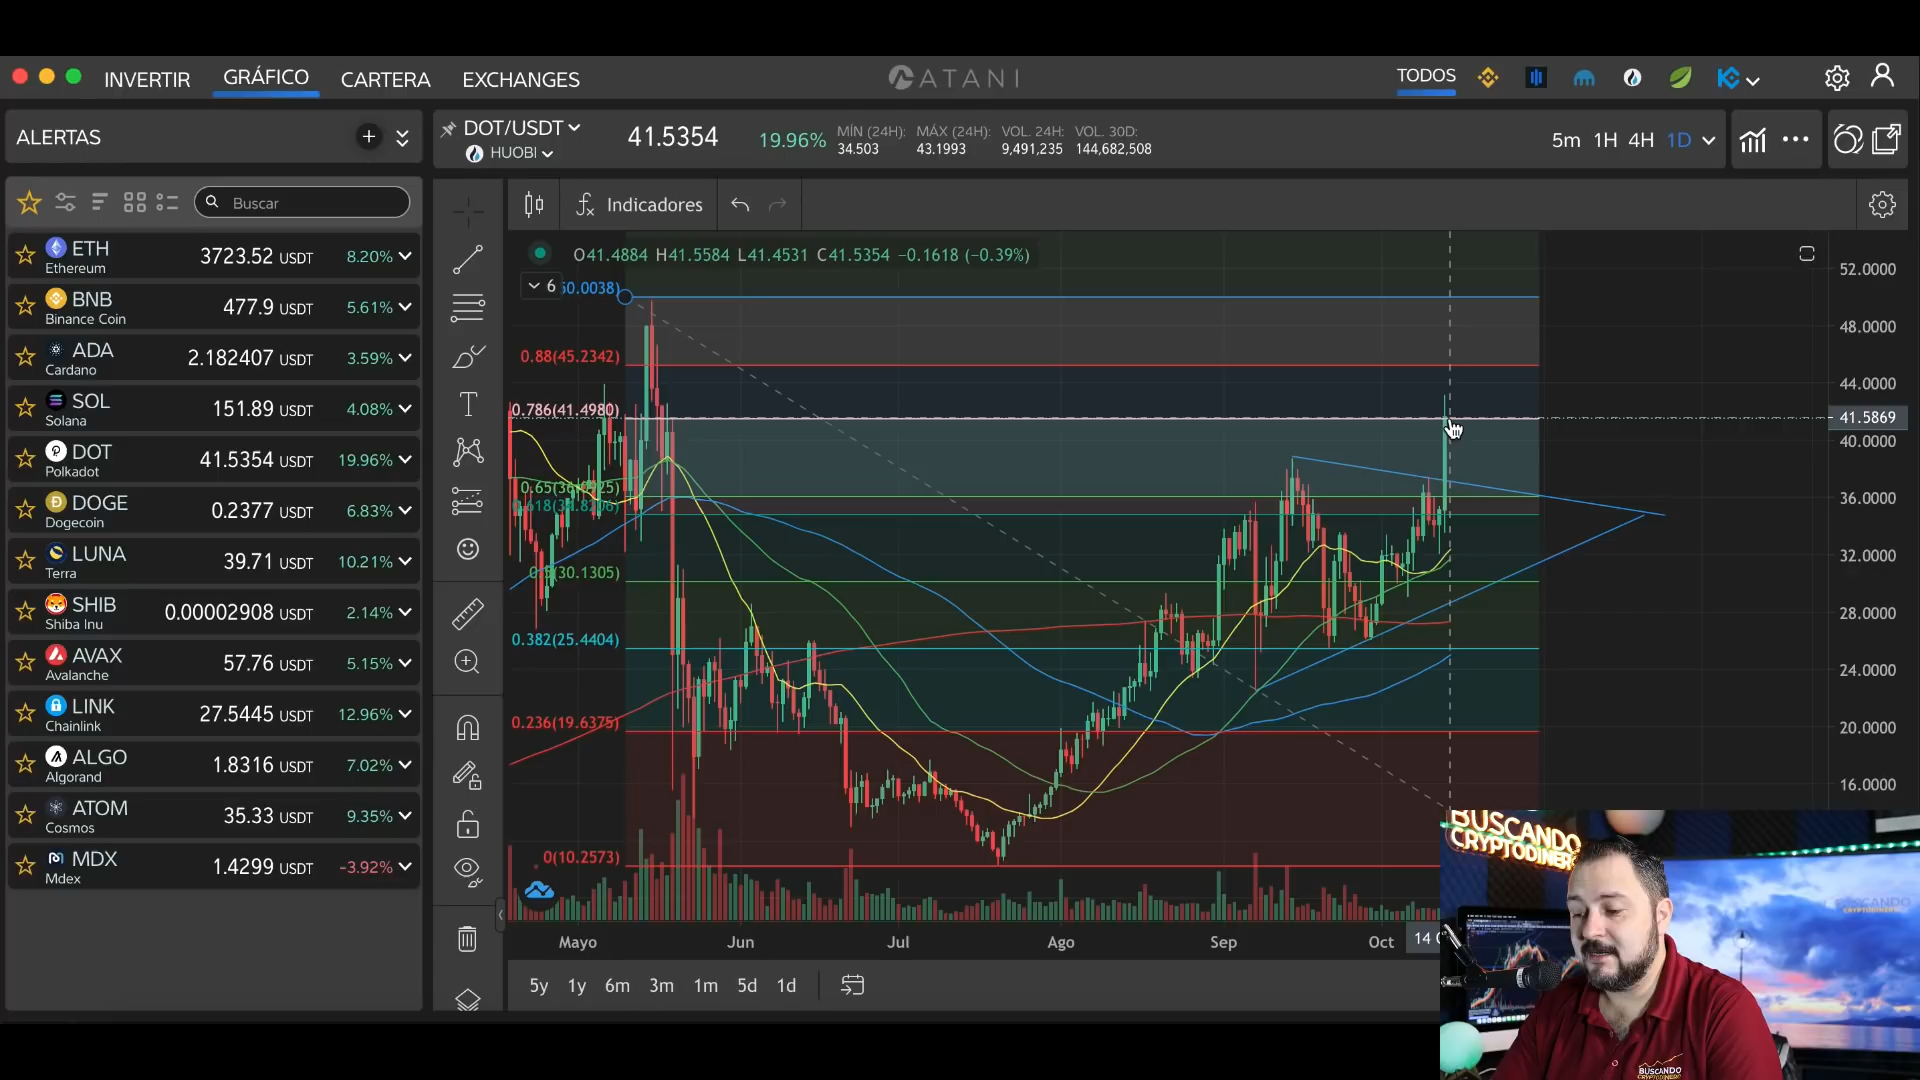 INVERTIR
GRÁFICO
CARTERA
EXCHANGES
ATANI
TODOS
ALERTAS
DOT/USDT
HUOBI
41.5354
19.96%
MÍN (24H):
34.503
MÁX (24H):
43.1993
VOL. 24H:
9,491,235
VOL. 30D:
144,682,508
5m 1H 4H 1D
Buscar
Indicadores
ETH
Ethereum
3723.52 USDT
8.20%
BNB
Binance Coin
477.9 USDT
5.61%
ADA
Cardano
2.182407 USDT
3.59%
SOL
Solana
151.89 USDT
4.08%
DOT
Polkadot
41.5354 USDT
19.96%
DOGE
Dogecoin
0.2377 USDT
6.83%
LUNA
Terra
39.71 USDT
10.21%
SHIB
Shiba Inu
0.00002908 USDT
2.14%
AVAX
Avalanche
57.76 USDT
5.15%
LINK
Chainlink
27.5445 USDT
12.96%
ALGO
Algorand
1.8316 USDT
7.02%
ATOM
Cosmos
35.33 USDT
9.35%
MDX
Mdex
1.4299 USDT
-3.92%
O41.4884 H41.5584 L41.4531 C41.5354 −0.1618 (−0.39%)
6
0.88(45.2342)
0.786(41.4980)
0.5(30.1305)
0.382(25.4404)
0.236(19.6375)
0(10.2573)
52.0000
48.0000
44.0000
41.5869
40.0000
36.0000
32.0000
28.0000
24.0000
20.0000
16.0000
Mayo Jun Jul Ago Sep Oct 14
5y 1y 6m 3m 1m 5d 1d
BUSCANDO
CRYPTODINERO
BUSCANDO
CRYPTODINERO
BUSCANDO